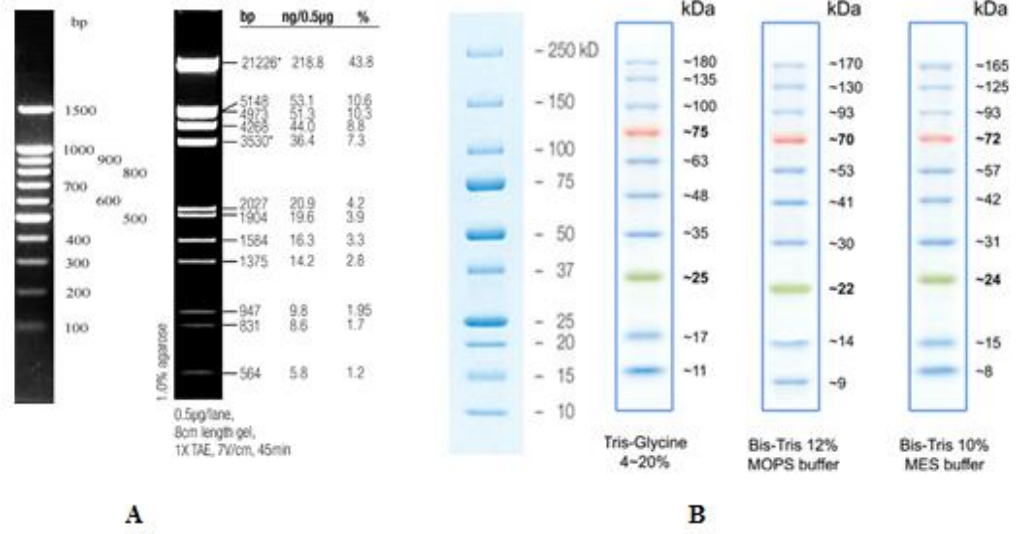 bp
1500
1000
900
800
700
600
500
400
300
200
100
bp ng/0.5µg %
21226* 218.8 43.8
5148 53.1 10.6
4973 51.3 10.3
4268 44.0 8.8
3530* 36.4 7.3
2027 20.9 4.2
1904 19.6 3.9
1584 16.3 3.3
1375 14.2 2.8
947 9.8 1.95
831 8.6 1.7
564 5.8 1.2
1.0% agarose
0.5µg/lane,
8cm length gel,
1X TAE, 7V/cm, 45min
A
- 250 kD
- 150
- 100
- 75
- 50
- 37
- 25
- 20
- 15
- 10
kDa
~180
~135
~100
~75
~63
~48
~35
~25
~17
~11
Tris-Glycine
4~20%
kDa
~170
~130
~93
~70
~53
~41
~30
~22
~14
~9
Bis-Tris 12%
MOPS buffer
kDa
~165
~125
~93
~72
~57
~42
~31
~24
~15
~8
Bis-Tris 10%
MES buffer
B